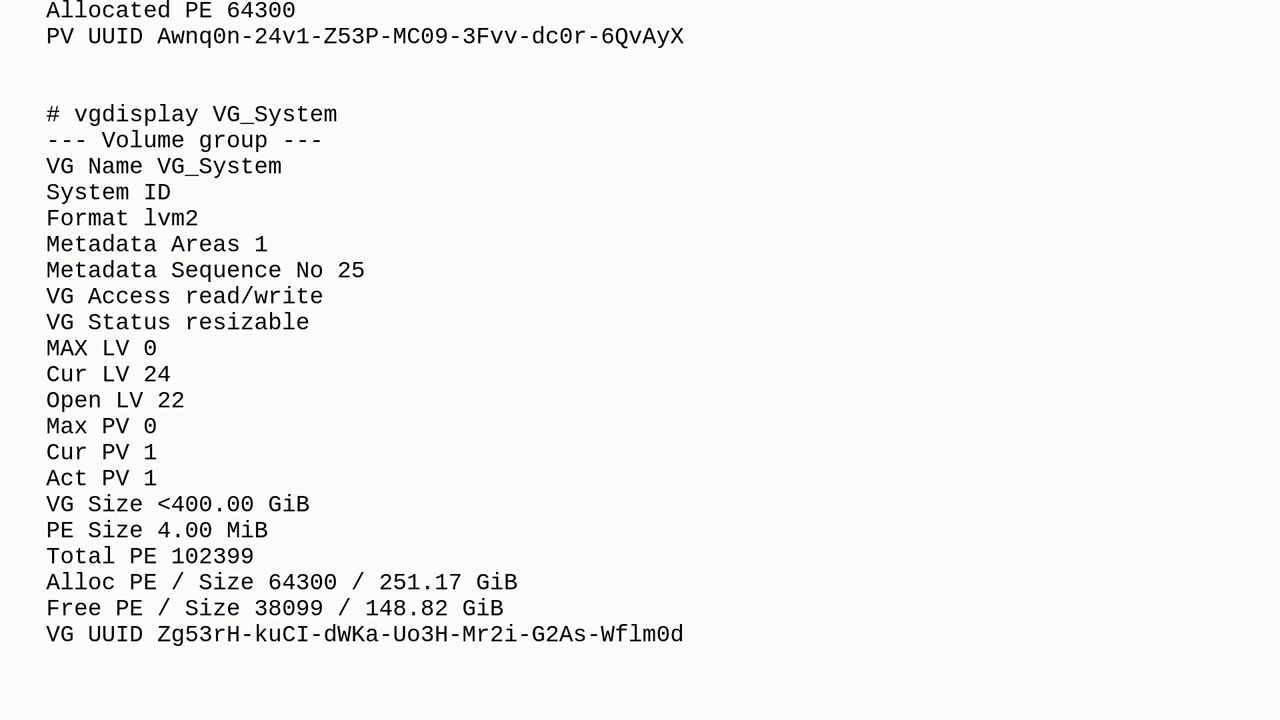 Allocated PE 64300
PV UUID Awnq0n-24v1-Z53P-MC09-3Fvv-dc0r-6QvAyX
# vgdisplay VG_System
--- Volume group ---
VG Name VG_System
System ID
Format lvm2
Metadata Areas 1
Metadata Sequence No 25
VG Access read/write
VG Status resizable
MAX LV 0
Cur LV 24
Open LV 22
Max PV 0
Cur PV 1
Act PV 1
VG Size <400.00 GiB
PE Size 4.00 MiB
Total PE 102399
Alloc PE / Size 64300 / 251.17 GiB
Free PE / Size 38099 / 148.82 GiB
VG UUID Zg53rH-kuCI-dWKa-Uo3H-Mr2i-G2As-Wflm0d